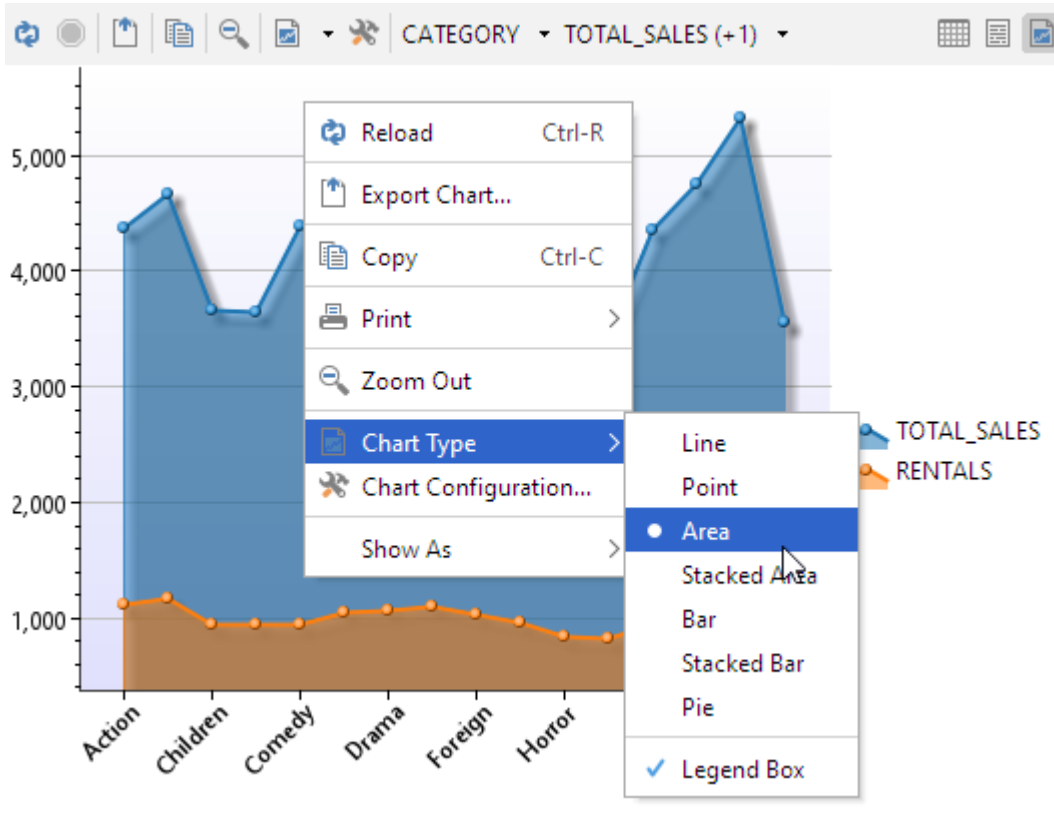 CATEGORY TOTAL_SALES (+1)
5,000
4,000
3,000
2,000
1,000
Action
Children
Comedy
Drama
Foreign
Horror
Reload Ctrl-R
Export Chart...
Copy Ctrl-C
Print
Zoom Out
Chart Type
Chart Configuration...
Show As
Line
Point
Area
Stacked Area
Bar
Stacked Bar
Pie
Legend Box
TOTAL_SALES
RENTALS